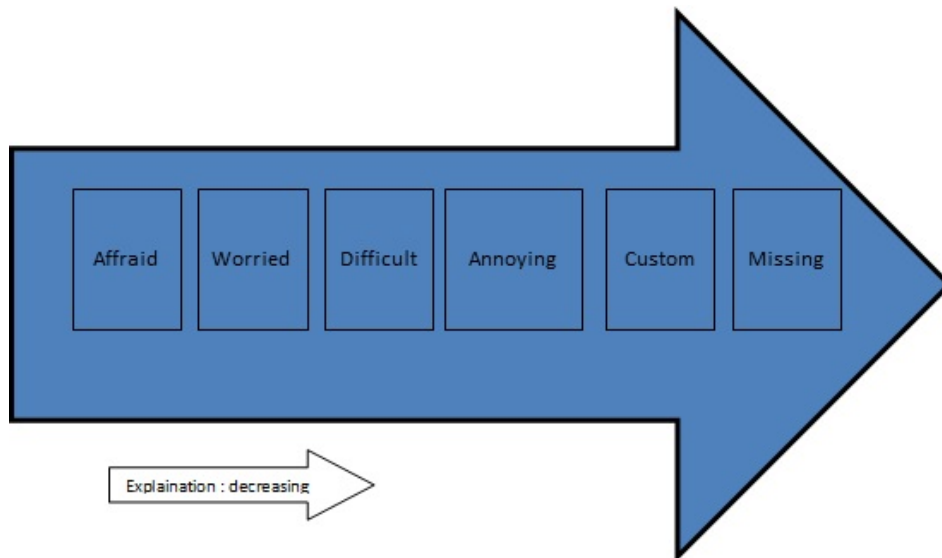 Affraid
Worried
Difficult
Annoying
Custom
Missing
Explaination : decreasing